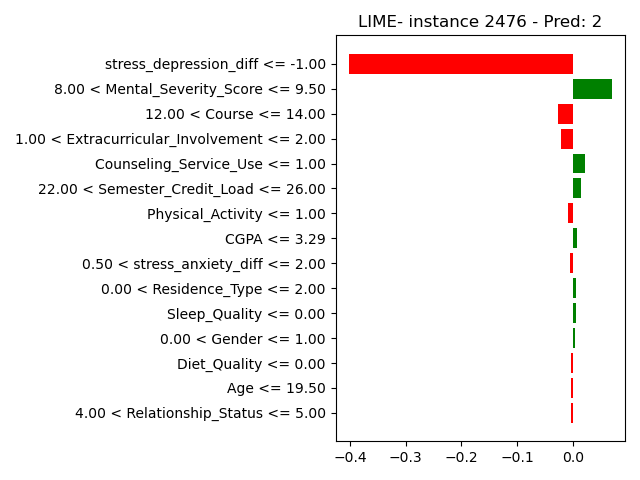 LIME- instance 2476 - Pred: 2
stress_depression_diff <= -1.00
8.00 < Mental_Severity_Score <= 9.50
12.00 < Course <= 14.00
1.00 < Extracurricular_Involvement <= 2.00
Counseling_Service_Use <= 1.00
22.00 < Semester_Credit_Load <= 26.00
Physical_Activity <= 1.00
CGPA <= 3.29
0.50 < stress_anxiety_diff <= 2.00
0.00 < Residence_Type <= 2.00
Sleep_Quality <= 0.00
0.00 < Gender <= 1.00
Diet_Quality <= 0.00
Age <= 19.50
4.00 < Relationship_Status <= 5.00
−0.4 −0.3 −0.2 −0.1 0.0